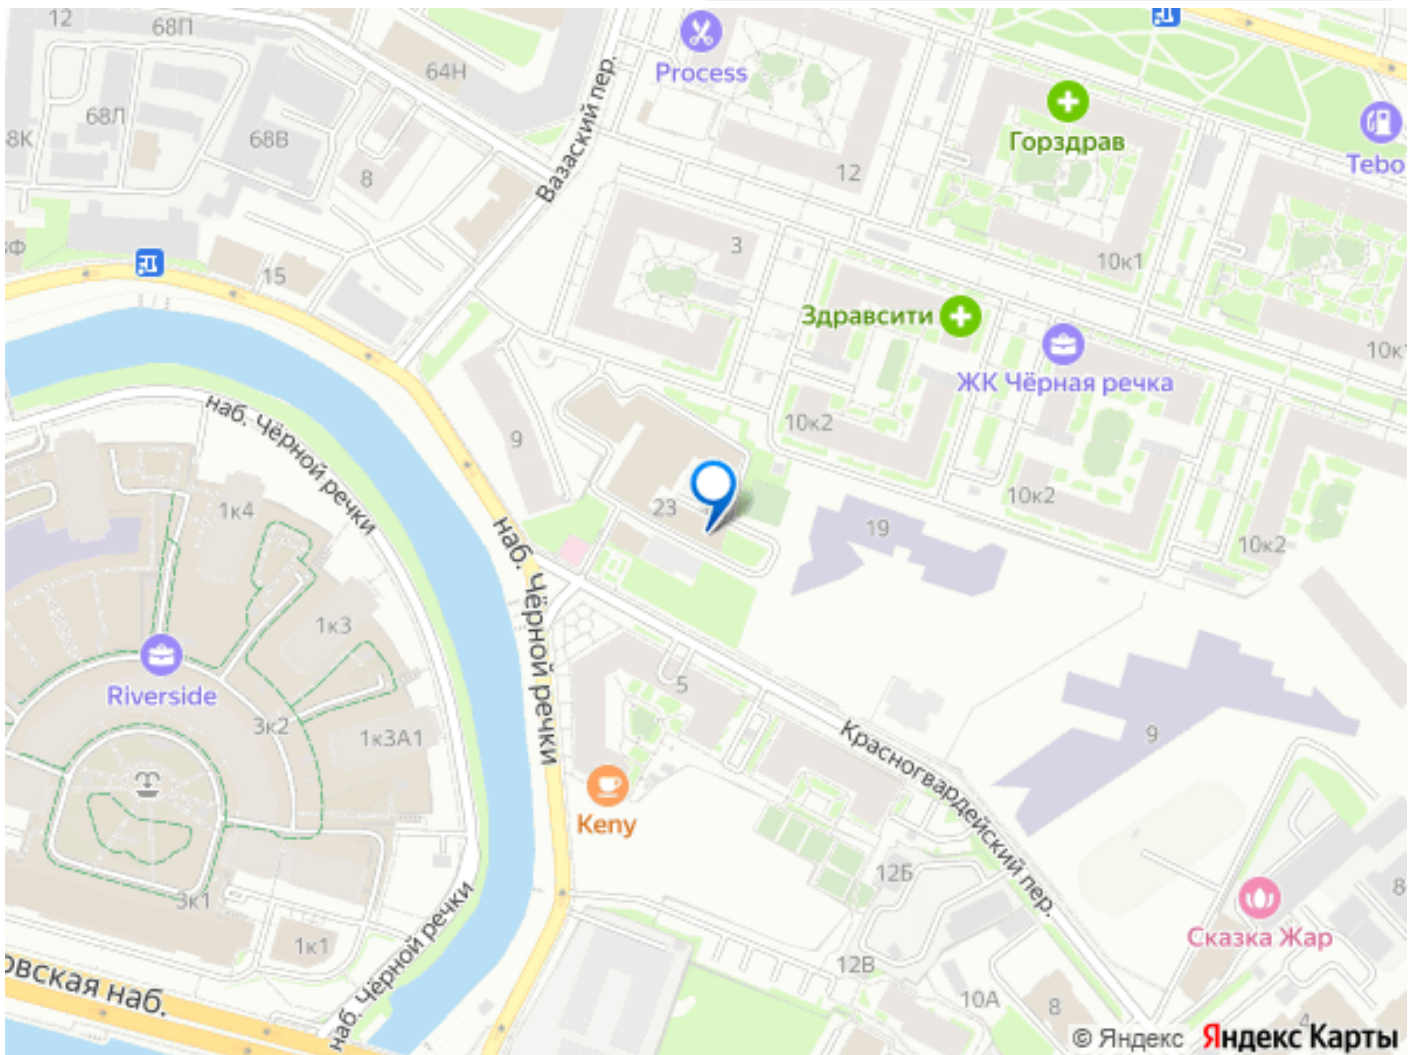 12
68П
64Н
68Л
68В
8К
8
Process
Вазаский пер.
Горздрав
Tebo
12
3
10к1
15
Здравсити
ЖК Чёрная речка
10к2
9
наб. Чёрной речки
23
19
10к2
10к2
1к4
наб. Чёрной речки
1к3
Riverside
3к2
1к3А1
5
9
Красногвардейский пер.
Keny
12Б
3к1
1к1
наб. Чёрной речки
12В
10А
8
Сказка Жар
8
4
овская наб.
© Яндекс Яндекс Карты